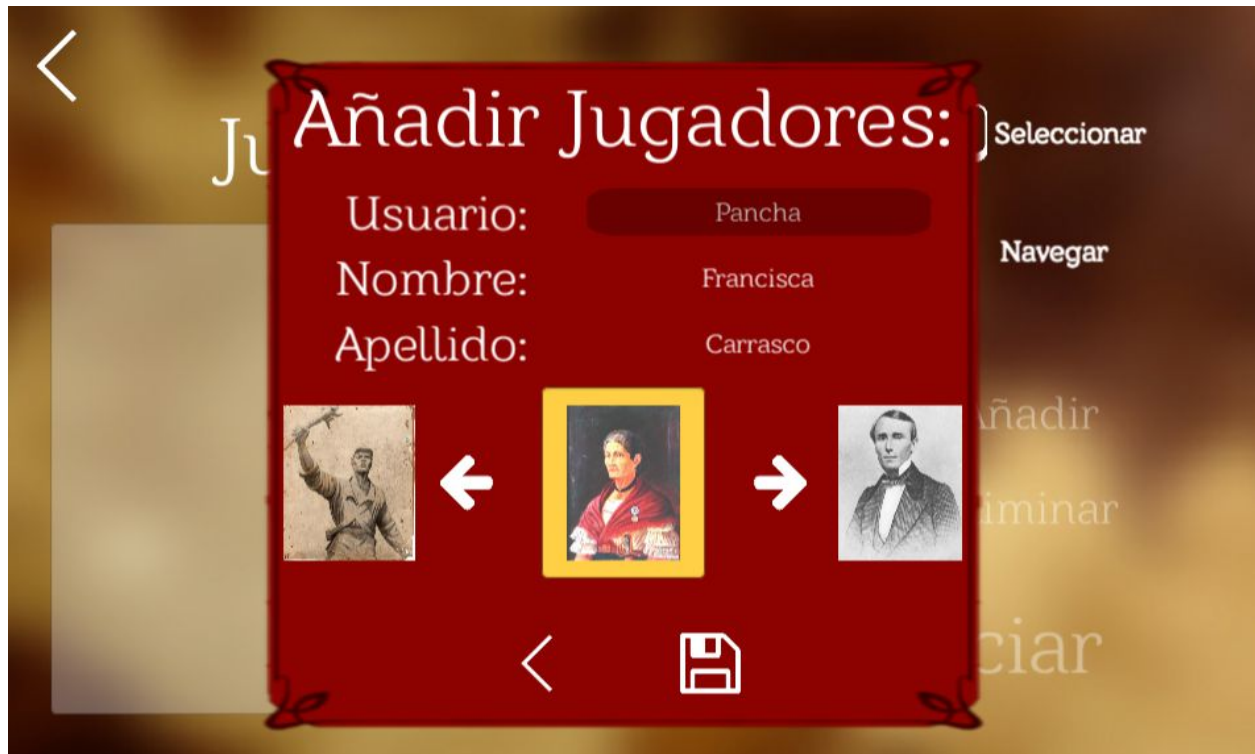 Añadir Jugadores:
Seleccionar
Usuario: Pancha
Navegar
Nombre: Francisca
Apellido: Carrasco